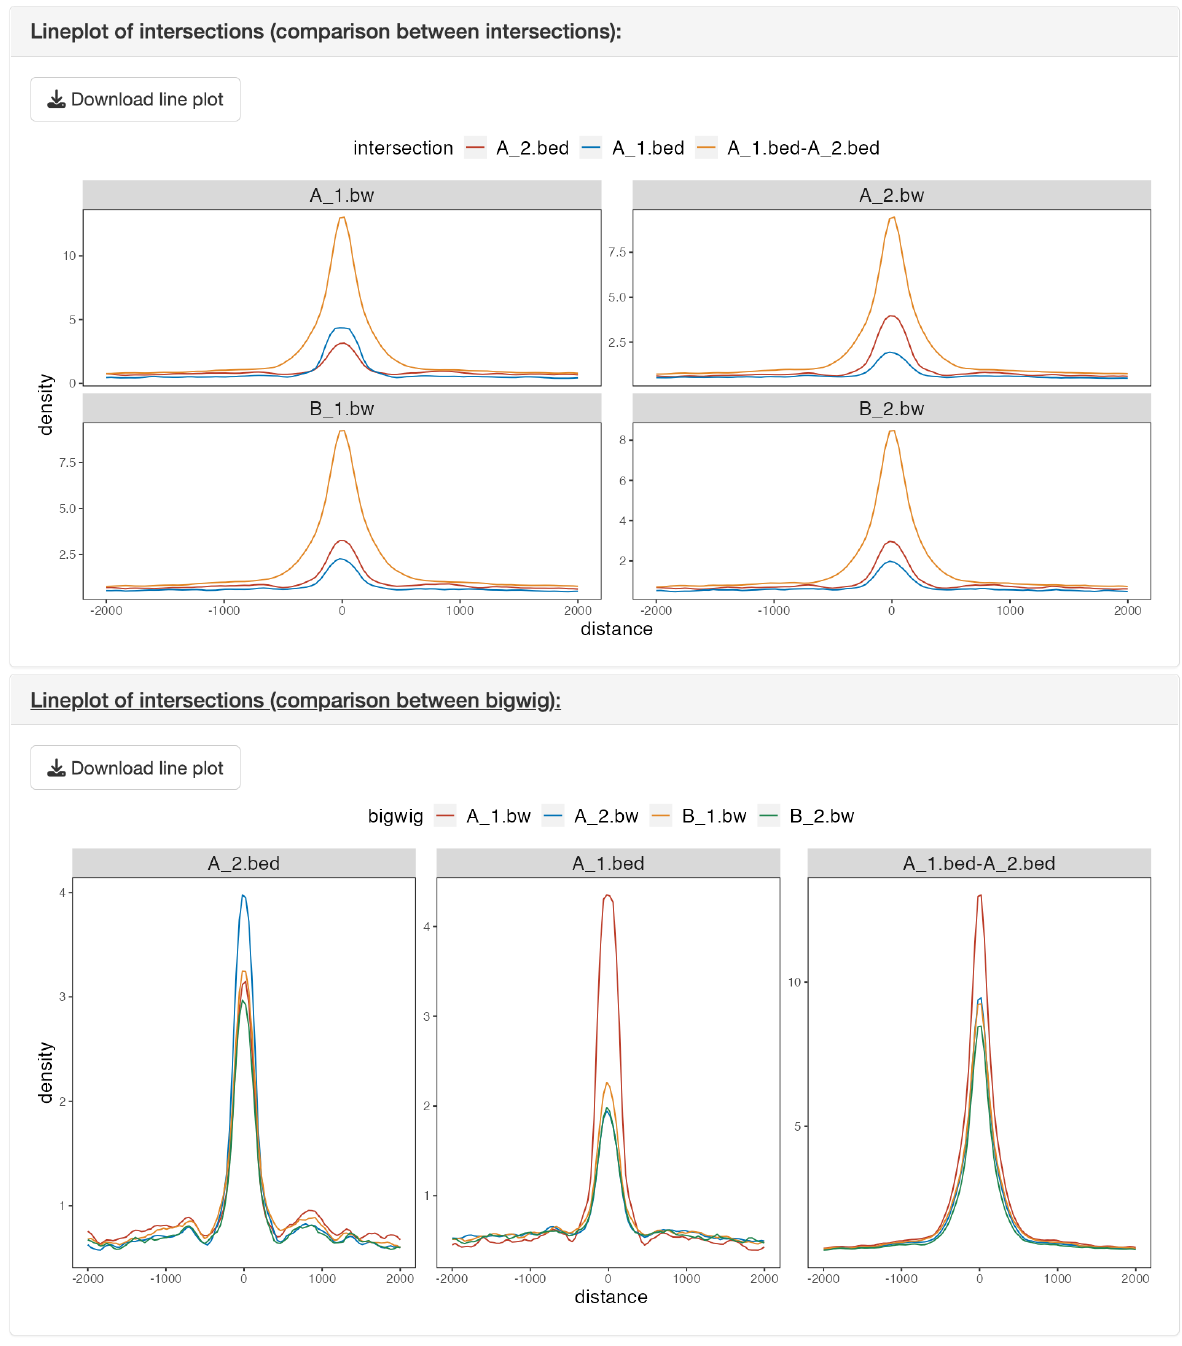 Lineplot of intersections (comparison between intersections):
Download line plot
intersection A_2.bed A_1.bed A_1.bed-A_2.bed
A_1.bw A_2.bw
10
5
0
7.5
5.0
2.5
density
B_1.bw B_2.bw
7.5
5.0
2.5
8
6
4
2
-2000 -1000 0 1000 2000 -2000 -1000 0 1000 2000
distance
Lineplot of intersections (comparison between bigwig):
Download line plot
bigwig A_1.bw A_2.bw B_1.bw B_2.bw
A_2.bed A_1.bed A_1.bed-A_2.bed
4
3
2
1
4
3
2
1
10
5
density
-2000 -1000 0 1000 2000 -2000 -1000 0 1000 2000 -2000 -1000 0 1000 2000
distance